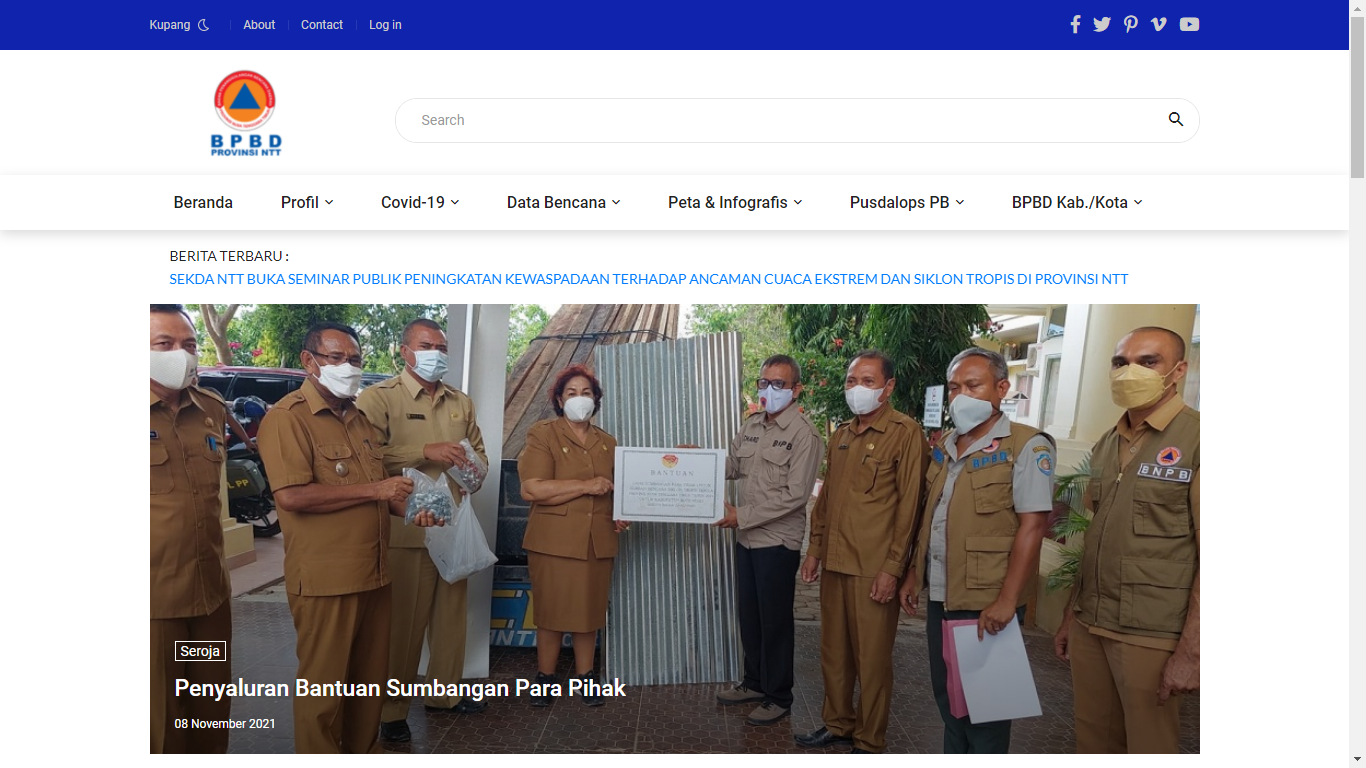 Kupang
About
Contact
Log in
BPBD
PROVINSI NTT
Search
Beranda
Profil
Covid-19
Data Bencana
Peta & Infografis
Pusdalops PB
BPBD Kab./Kota
BERITA TERBARU :
SEKDA NTT BUKA SEMINAR PUBLIK PENINGKATAN KEWASPADAAN TERHADAP ANCAMAN CUACA EKSTREM DAN SIKLON TROPIS DI PROVINSI NTT
BANTUAN
BPBD
BNPB
Seroja
Penyaluran Bantuan Sumbangan Para Pihak
08 November 2021